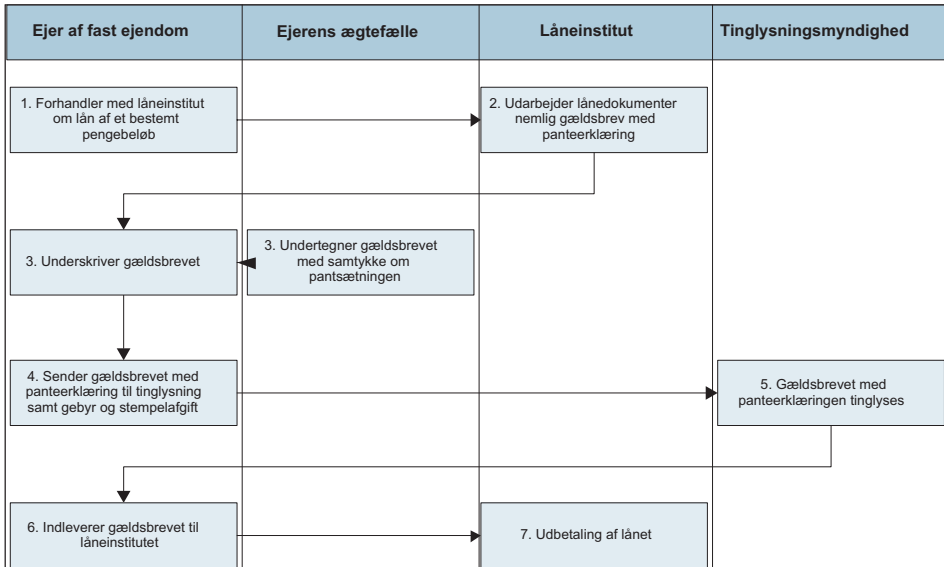 Ejer af fast ejendom
Ejerens ægtefælle
Låneinstitut
Tinglysningsmyndighed
1. Forhandler med låneinstitut
om lån af et bestemt
pengebeløb
2. Udarbejder lånedokumenter
nemlig gældsbrev med
panteerklæring
3. Underskriver gældsbrevet
3. Undertegner gældsbrevet
med samtykke om
pantsætningen
4. Sender gældsbrevet med
panteerklæring til tinglysning
samt gebyr og stempelafgift
5. Gældsbrevet med
panteerklæringen tinglyses
6. Indleverer gældsbrevet til
låneinstitutet
7. Udbetaling af lånet